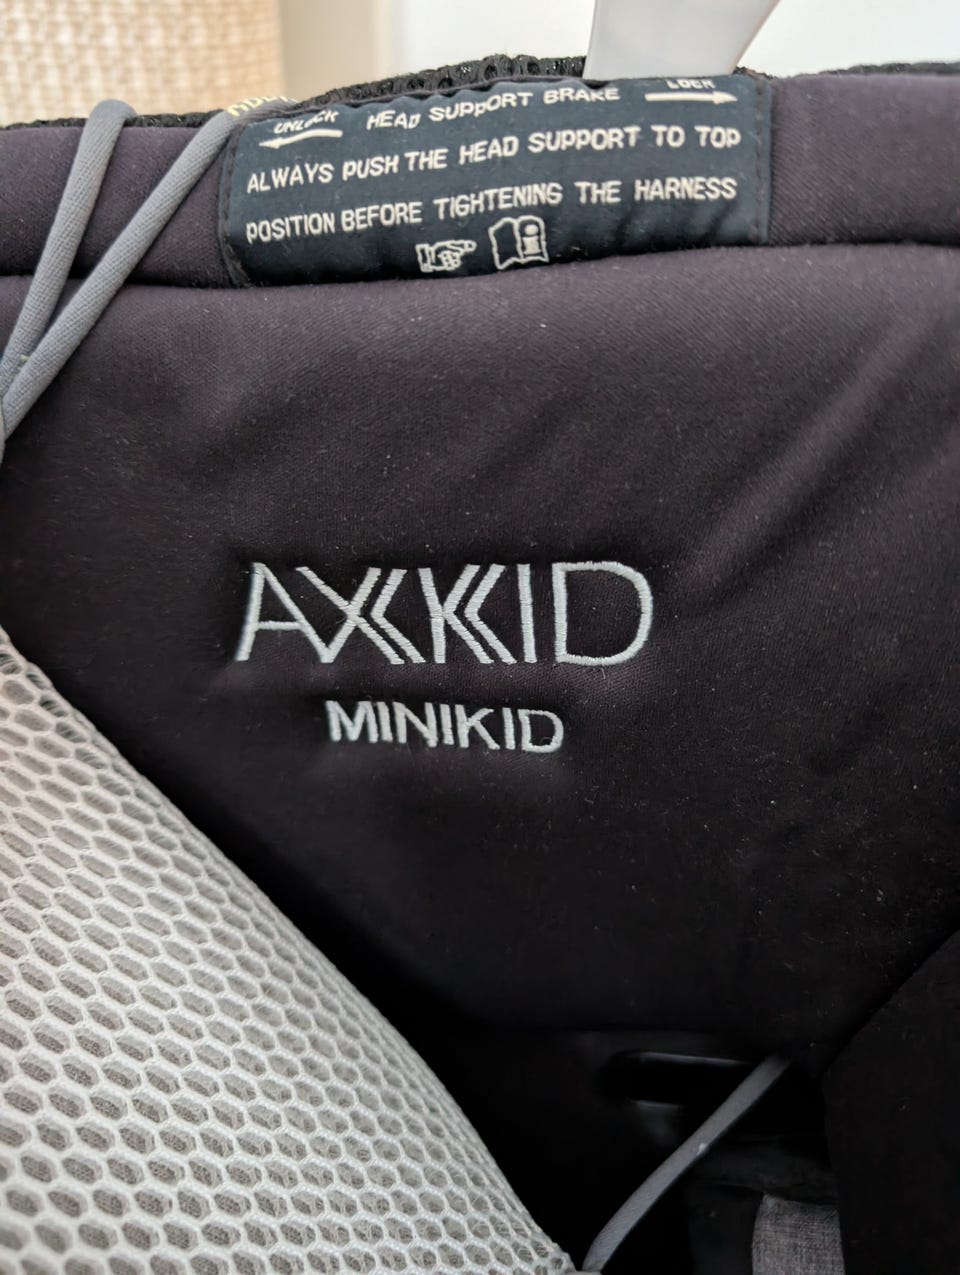 UNLOCK HEAD SUPPORT BRAKE LOCK
ALWAYS PUSH THE HEAD SUPPORT TO TOP
POSITION BEFORE TIGHTENING THE HARNESS
AXKID
MINIKID